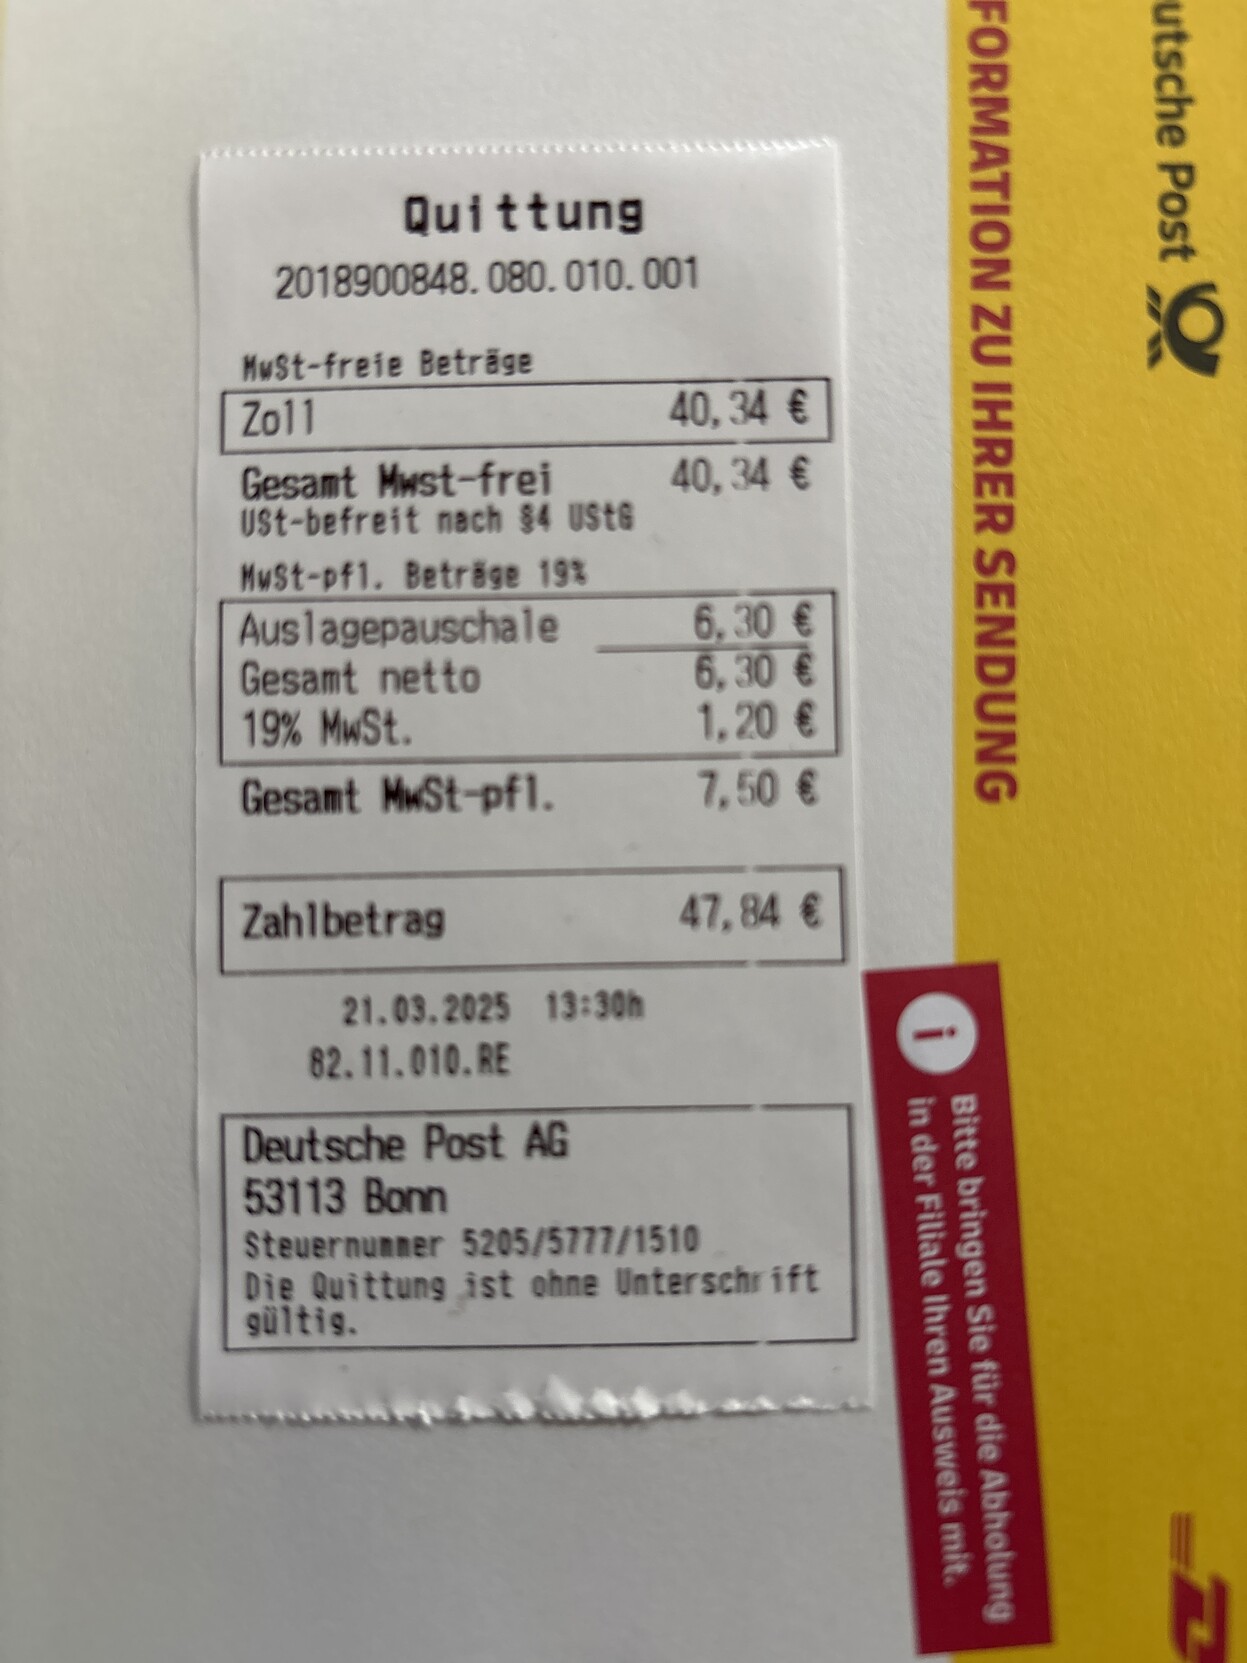 Quittung
2018900848.080.010.001
MwSt-freie Beträge
Zoll 40,34 €
Gesamt Mwst-frei 40,34 €
USt-befreit nach §4 UStG
MwSt-pfl. Beträge 19%
Auslagepauschale 6,30 €
Gesamt netto 6,30 €
19% MwSt. 1,20 €
Gesamt MwSt-pfl. 7,50 €
Zahlbetrag 47,84 €
21.03.2025 13:30h
82.11.010.RE
Deutsche Post AG
53113 Bonn
Steuernummer 5205/5777/1510
Die Quittung ist ohne Unterschrift
gültig.
utsche Post
FORMATION ZU IHRER SENDUNG
i
Bitte bringen Sie für die Abholung
in der Filiale Ihren Ausweis mit.